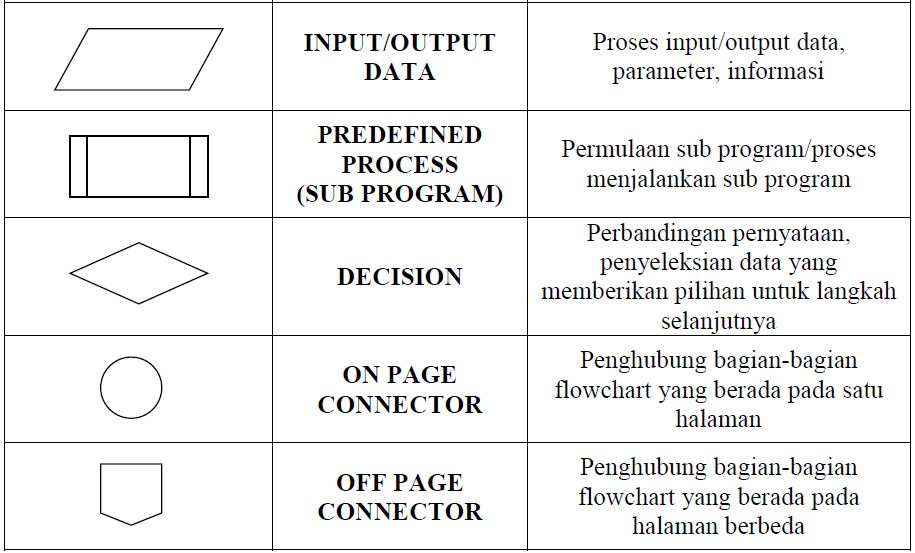 INPUT/OUTPUT
DATA
Proses input/output data,
parameter, informasi
PREDEFINED
PROCESS
(SUB PROGRAM)
Permulaan sub program/proses
menjalankan sub program
DECISION
Perbandingan pernyataan,
penyeleksian data yang
memberikan pilihan untuk langkah
selanjutnya
ON PAGE
CONNECTOR
Penghubung bagian-bagian
flowchart yang berada pada satu
halaman
OFF PAGE
CONNECTOR
Penghubung bagian-bagian
flowchart yang berada pada
halaman berbeda